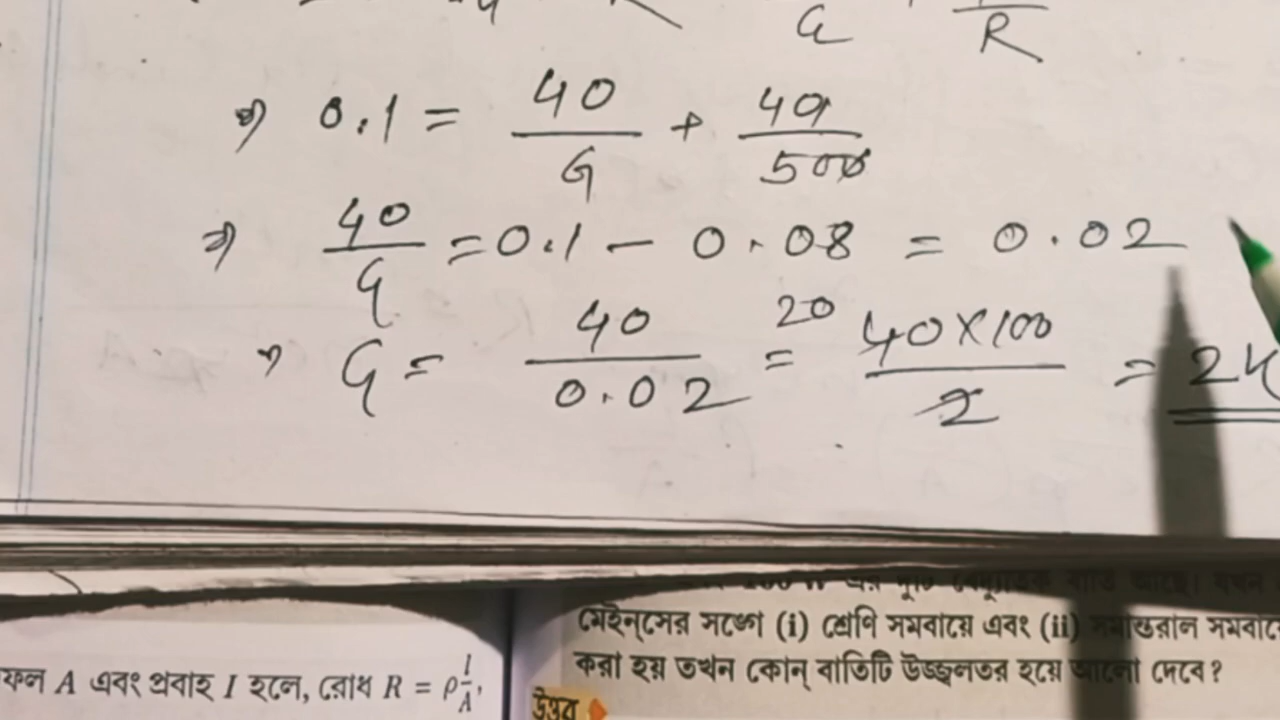 G R
⇒ 0.1 = 40/G + 40/500
⇒ 40/G = 0.1 - 0.08 = 0.02
⇒ G = 40/0.02 = 20 40×100/2 = 2
মেইন্‌সের সঙ্গে (i) শ্রেণি সমবায়ে এবং (ii) সমান্তরাল সমবায়ে
করা হয় তখন কোন্ বাতিটি উজ্জ্বলতর হয়ে আলো দেবে?
A এবং প্রবাহ I হলে, রোধ R = ρ l/A,
উত্তর